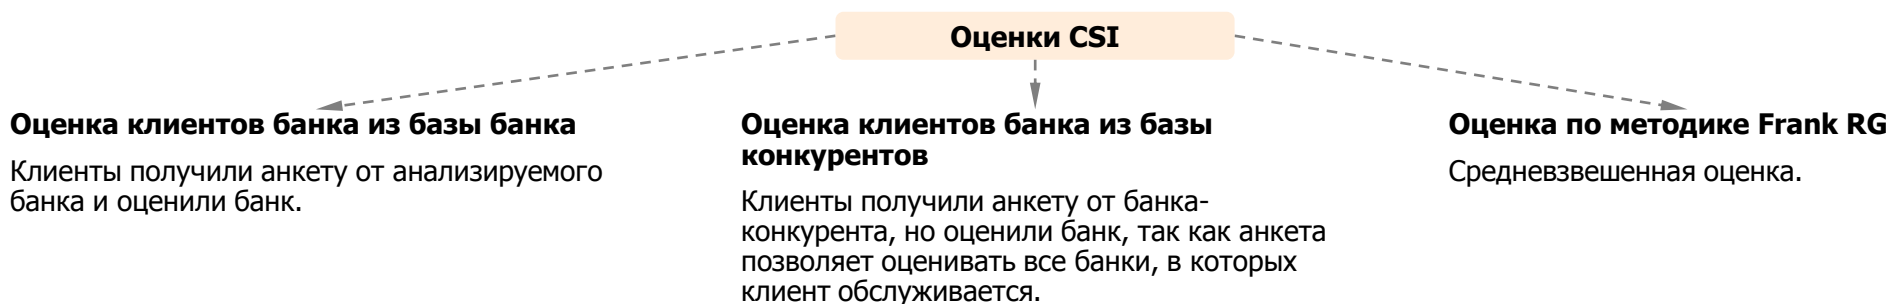 Оценки CSI
Оценка клиентов банка из базы банка
Клиенты получили анкету от анализируемого
банка и оценили банк.
Оценка клиентов банка из базы
конкурентов
Клиенты получили анкету от банка-
конкурента, но оценили банк, так как анкета
позволяет оценивать все банки, в которых
клиент обслуживается.
Оценка по методике Frank RG
Средневзвешенная оценка.